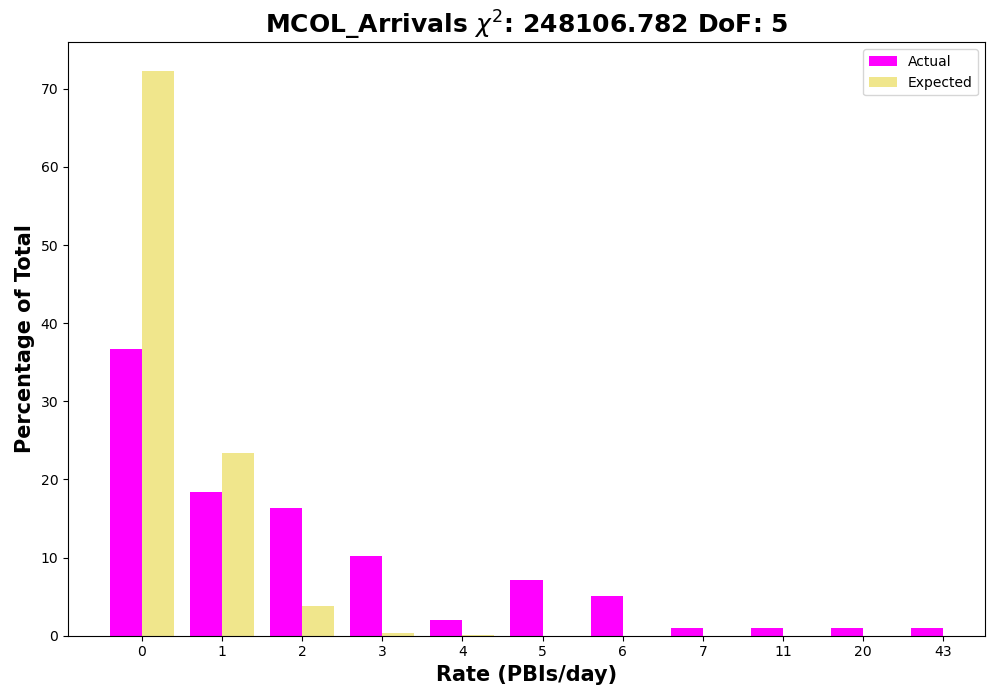 MCOL_Arrivals χ²: 248106.782 DoF: 5
Actual
Expected
Percentage of Total
70
60
50
40
30
20
10
0
0 1 2 3 4 5 6 7 11 20 43
Rate (PBIs/day)